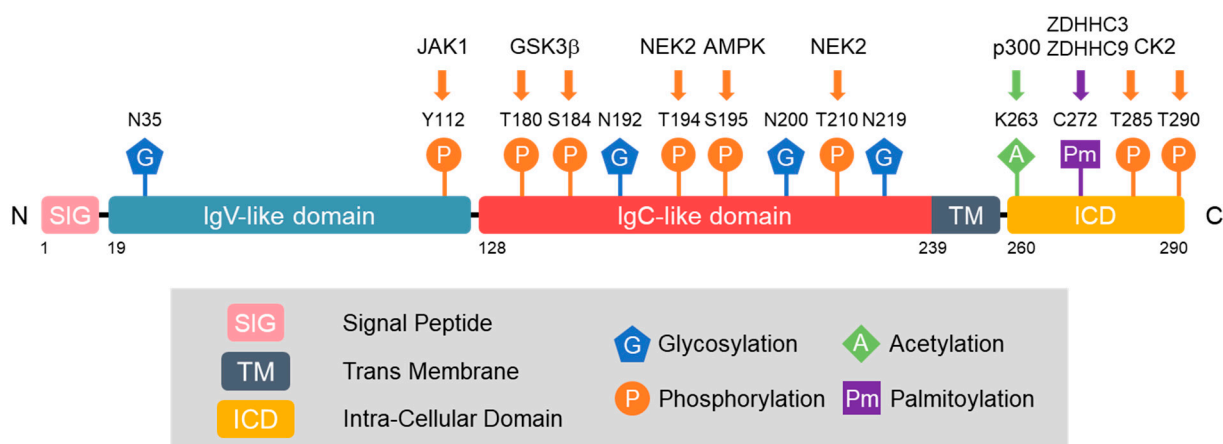 ZDHHC3
JAK1 GSK3β NEK2 AMPK NEK2 p300 ZDHHC9 CK2
N35 Y112 T180 S184 N192 T194 S195 N200 T210 N219 K263 C272 T285 T290
G P P P G P P G P G A Pm P P
N SIG IgV-like domain IgC-like domain TM ICD C
1 19 128 239 260 290
SIG Signal Peptide
TM Trans Membrane
ICD Intra-Cellular Domain
G Glycosylation
P Phosphorylation
A Acetylation
Pm Palmitoylation